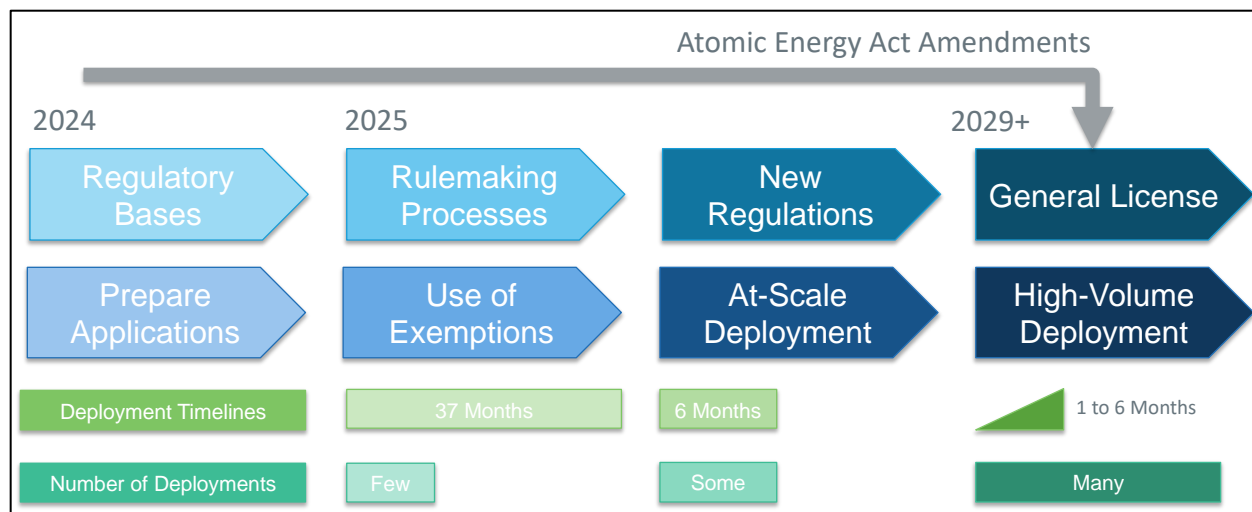 Atomic Energy Act Amendments
2024
2025
2029+
Regulatory
Bases
Rulemaking
Processes
New
Regulations
General License
Prepare
Applications
Use of
Exemptions
At-Scale
Deployment
High-Volume
Deployment
Deployment Timelines
37 Months
6 Months
1 to 6 Months
Number of Deployments
Few
Some
Many